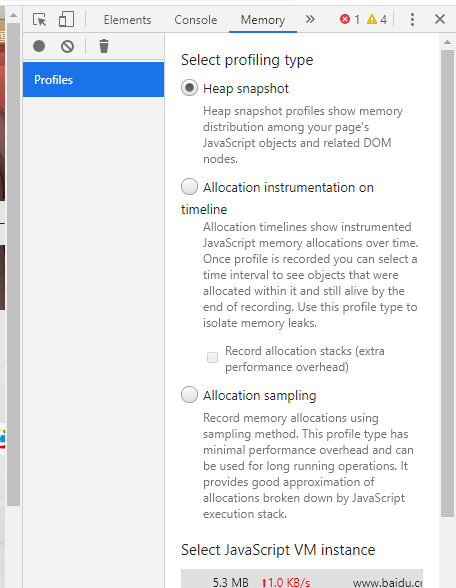 Elements Console Memory » 1 4
Profiles
Select profiling type
Heap snapshot
Heap snapshot profiles show memory
distribution among your page's
JavaScript objects and related DOM
nodes.
Allocation instrumentation on
timeline
Allocation timelines show instrumented
JavaScript memory allocations over time.
Once profile is recorded you can select a
time interval to see objects that were
allocated within it and still alive by the
end of recording. Use this profile type to
isolate memory leaks.
Record allocation stacks (extra
performance overhead)
Allocation sampling
Record memory allocations using
sampling method. This profile type has
minimal performance overhead and can
be used for long running operations. It
provides good approximation of
allocations broken down by JavaScript
execution stack.
Select JavaScript VM instance
5.3 MB ↑1.0 KB/s www.baidu.co